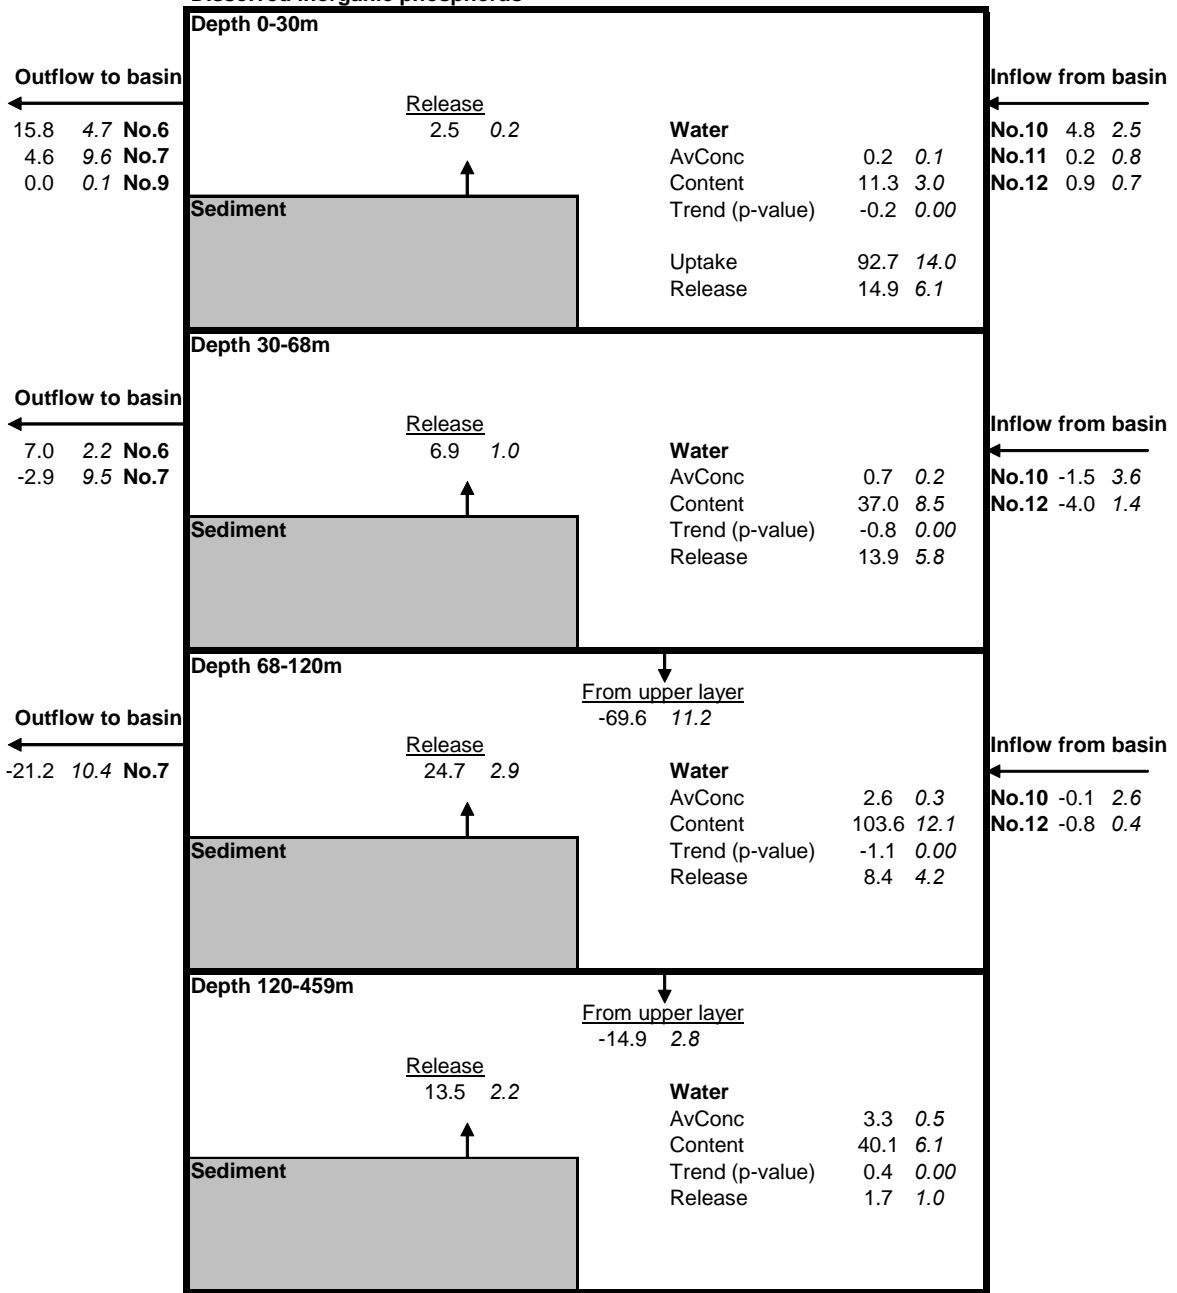 Dissolved inorganic phosphorus
Depth 0-30m
Outflow to basin
15.8 4.7 No.6
4.6 9.6 No.7
0.0 0.1 No.9
Release
2.5 0.2
Sediment
Water
AvConc 0.2 0.1
Content 11.3 3.0
Trend (p-value) -0.2 0.00
Uptake 92.7 14.0
Release 14.9 6.1
Inflow from basin
No.10 4.8 2.5
No.11 0.2 0.8
No.12 0.9 0.7
Depth 30-68m
Outflow to basin
7.0 2.2 No.6
-2.9 9.5 No.7
Release
6.9 1.0
Sediment
Water
AvConc 0.7 0.2
Content 37.0 8.5
Trend (p-value) -0.8 0.00
Release 13.9 5.8
Inflow from basin
No.10 -1.5 3.6
No.12 -4.0 1.4
Depth 68-120m
From upper layer
-69.6 11.2
Outflow to basin
-21.2 10.4 No.7
Release
24.7 2.9
Sediment
Water
AvConc 2.6 0.3
Content 103.6 12.1
Trend (p-value) -1.1 0.00
Release 8.4 4.2
Inflow from basin
No.10 -0.1 2.6
No.12 -0.8 0.4
Depth 120-459m
From upper layer
-14.9 2.8
Release
13.5 2.2
Sediment
Water
AvConc 3.3 0.5
Content 40.1 6.1
Trend (p-value) 0.4 0.00
Release 1.7 1.0